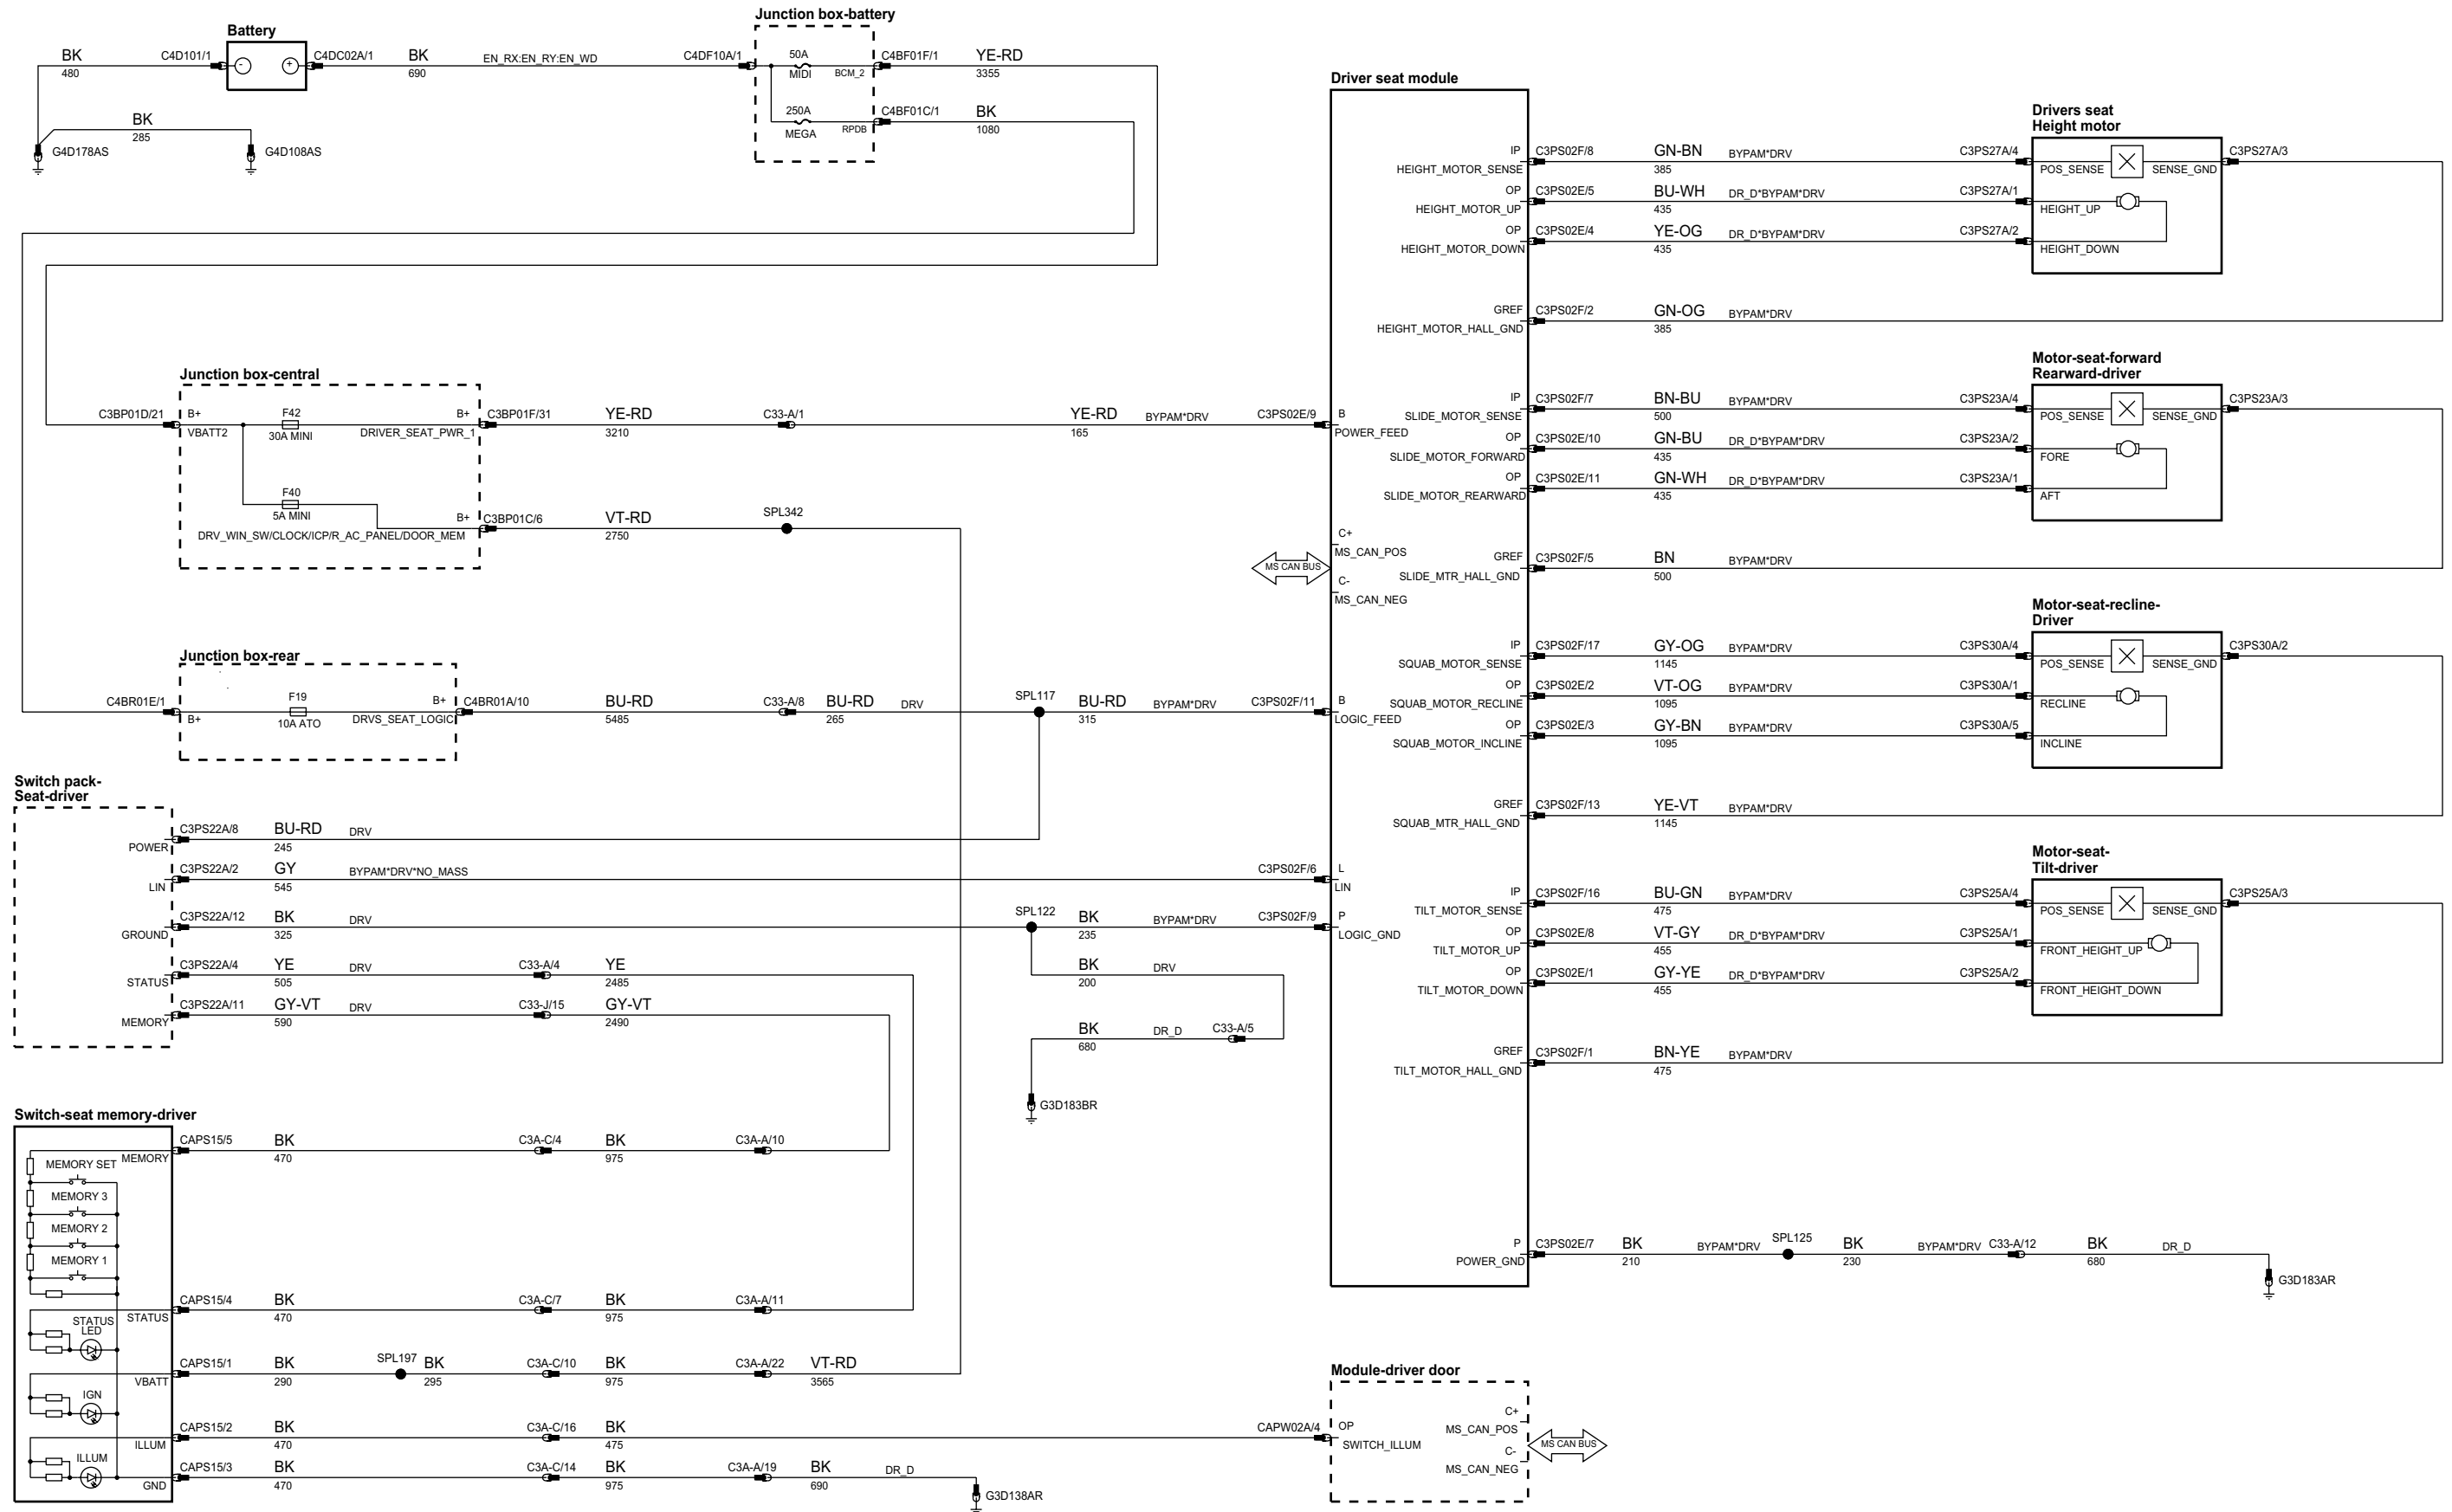 Junction box-battery
Battery
BK
480
C4D101/1
-
+
C4DC02A/1
BK
690
EN_RX:EN_RY:EN_WD
C4DF10A/1
50A
MIDI
BCM_2
C4BF01F/1
YE-RD
3355
250A
MEGA
RPDB
C4BF01C/1
BK
1080
BK
285
G4D178AS
G4D108AS
Junction box-central
C3BP01D/21
B+
VBATT2
F42
30A MINI
B+
DRIVER_SEAT_PWR_1
C3BP01F/31
YE-RD
3210
C33-A/1
YE-RD
165
BYPAM*DRV
C3PS02E/9
F40
5A MINI
B+
DRV_WIN_SW/CLOCK/ICP/R_AC_PANEL/DOOR_MEM
C3BP01C/6
VT-RD
2750
SPL342
Junction box-rear
C4BR01E/1
B+
F19
10A ATO
B+
DRVS_SEAT_LOGIC
C4BR01A/10
BU-RD
5485
C33-A/8
BU-RD
265
DRV
SPL117
BU-RD
315
BYPAM*DRV
C3PS02F/11
Switch pack-
Seat-driver
POWER
C3PS22A/8
BU-RD
245
DRV
LIN
C3PS22A/2
GY
545
BYPAM*DRV*NO_MASS
C3PS02F/6
GROUND
C3PS22A/12
BK
325
DRV
SPL122
BK
235
BYPAM*DRV
C3PS02F/9
STATUS
C3PS22A/4
YE
505
DRV
C33-A/4
YE
2485
BK
200
DRV
MEMORY
C3PS22A/11
GY-VT
590
DRV
C33-J/15
GY-VT
2490
BK
680
DR_D
C33-A/5
G3D183BR
Switch-seat memory-driver
MEMORY
CAPS15/5
BK
470
C3A-C/4
BK
975
C3A-A/10
MEMORY SET
MEMORY 3
MEMORY 2
MEMORY 1
STATUS
CAPS15/4
BK
470
C3A-C/7
BK
975
C3A-A/11
STATUS
LED
VBATT
CAPS15/1
BK
290
SPL197
BK
295
C3A-C/10
BK
975
C3A-A/22
VT-RD
3565
IGN
ILLUM
CAPS15/2
BK
470
C3A-C/16
BK
475
CAPW02A/4
ILLUM
GND
CAPS15/3
BK
470
C3A-C/14
BK
975
C3A-A/19
BK
690
DR_D
G3D138AR
Driver seat module
B
POWER_FEED
C+
MS_CAN_POS
MS CAN BUS
C-
MS_CAN_NEG
B
LOGIC_FEED
L
LIN
P
LOGIC_GND
IP
HEIGHT_MOTOR_SENSE
C3PS02F/8
GN-BN
385
BYPAM*DRV
C3PS27A/4
OP
HEIGHT_MOTOR_UP
C3PS02E/5
BU-WH
435
DR_D*BYPAM*DRV
C3PS27A/1
OP
HEIGHT_MOTOR_DOWN
C3PS02E/4
YE-OG
435
DR_D*BYPAM*DRV
C3PS27A/2
GREF
HEIGHT_MOTOR_HALL_GND
C3PS02F/2
GN-OG
385
BYPAM*DRV
Drivers seat
Height motor
POS_SENSE
SENSE_GND
C3PS27A/3
HEIGHT_UP
HEIGHT_DOWN
IP
SLIDE_MOTOR_SENSE
C3PS02F/7
BN-BU
500
BYPAM*DRV
C3PS23A/4
OP
SLIDE_MOTOR_FORWARD
C3PS02E/10
GN-BU
435
DR_D*BYPAM*DRV
C3PS23A/2
OP
SLIDE_MOTOR_REARWARD
C3PS02E/11
GN-WH
435
DR_D*BYPAM*DRV
C3PS23A/1
GREF
SLIDE_MTR_HALL_GND
C3PS02F/5
BN
500
BYPAM*DRV
Motor-seat-forward
Rearward-driver
POS_SENSE
SENSE_GND
C3PS23A/3
FORE
AFT
IP
SQUAB_MOTOR_SENSE
C3PS02F/17
GY-OG
1145
BYPAM*DRV
C3PS30A/4
OP
SQUAB_MOTOR_RECLINE
C3PS02E/2
VT-OG
1095
BYPAM*DRV
C3PS30A/1
OP
SQUAB_MOTOR_INCLINE
C3PS02E/3
GY-BN
1095
BYPAM*DRV
C3PS30A/5
GREF
SQUAB_MTR_HALL_GND
C3PS02F/13
YE-VT
1145
BYPAM*DRV
Motor-seat-recline-
Driver
POS_SENSE
SENSE_GND
C3PS30A/2
RECLINE
INCLINE
IP
TILT_MOTOR_SENSE
C3PS02F/16
BU-GN
475
BYPAM*DRV
C3PS25A/4
OP
TILT_MOTOR_UP
C3PS02E/8
VT-GY
455
DR_D*BYPAM*DRV
C3PS25A/1
OP
TILT_MOTOR_DOWN
C3PS02E/1
GY-YE
455
DR_D*BYPAM*DRV
C3PS25A/2
GREF
TILT_MOTOR_HALL_GND
C3PS02F/1
BN-YE
475
BYPAM*DRV
Motor-seat-
Tilt-driver
POS_SENSE
SENSE_GND
C3PS25A/3
FRONT_HEIGHT_UP
FRONT_HEIGHT_DOWN
P
POWER_GND
C3PS02E/7
BK
210
BYPAM*DRV
SPL125
BK
230
BYPAM*DRV
C33-A/12
BK
680
DR_D
G3D183AR
Module-driver door
OP
SWITCH_ILLUM
C+
MS_CAN_POS
C-
MS_CAN_NEG
MS CAN BUS